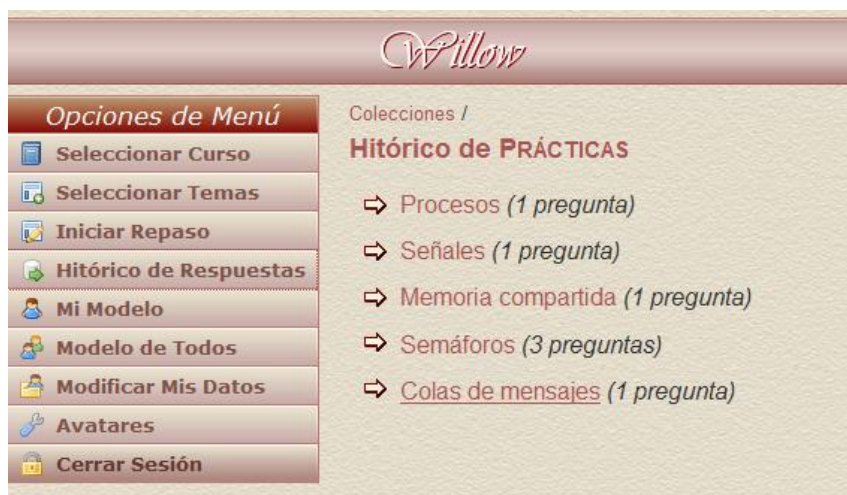 Willow
Opciones de Menú
Seleccionar Curso
Seleccionar Temas
Iniciar Repaso
Hitórico de Respuestas
Mi Modelo
Modelo de Todos
Modificar Mis Datos
Avatares
Cerrar Sesión
Colecciones /
Hitórico de PRÁCTICAS
Procesos (1 pregunta)
Señales (1 pregunta)
Memoria compartida (1 pregunta)
Semáforos (3 preguntas)
Colas de mensajes (1 pregunta)